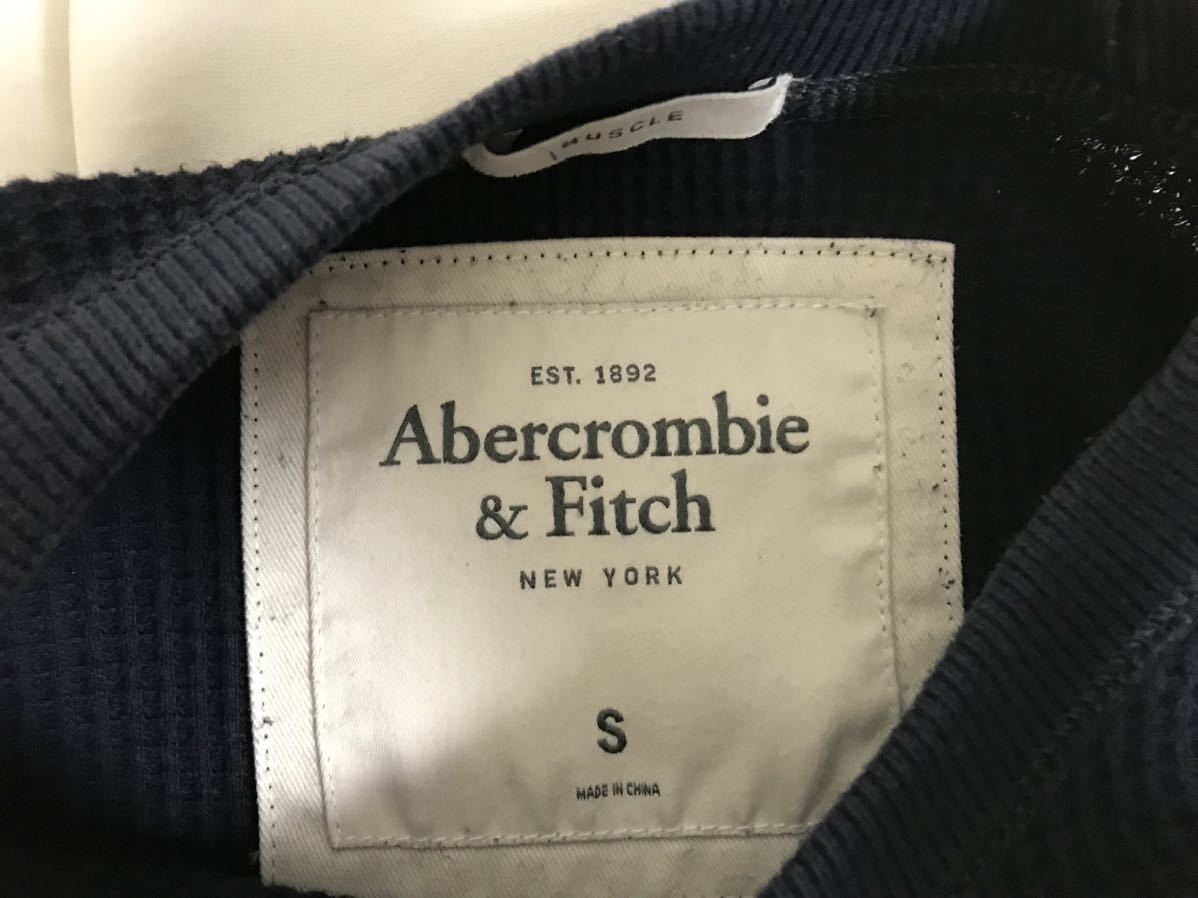 MUSCLE
EST. 1892
Abercrombie
& Fitch
NEW YORK
S
MADE IN CHINA